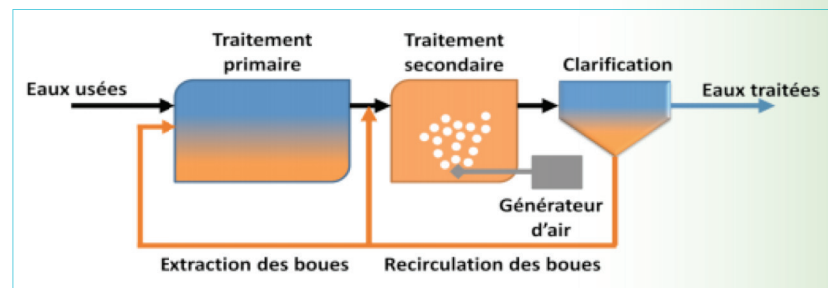 Traitement
primaire
Traitement
secondaire
Clarification
Eaux usées
Eaux traitées
Générateur
d'air
Extraction des boues
Recirculation des boues